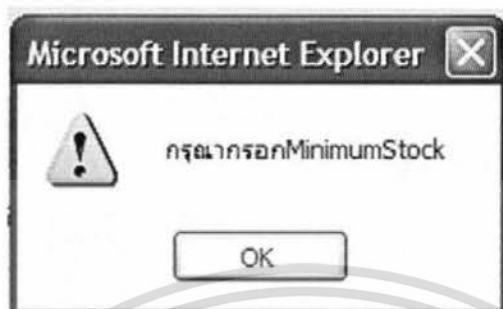 Microsoft Internet Explorer
กรุณากรอกMinimumStock
OK